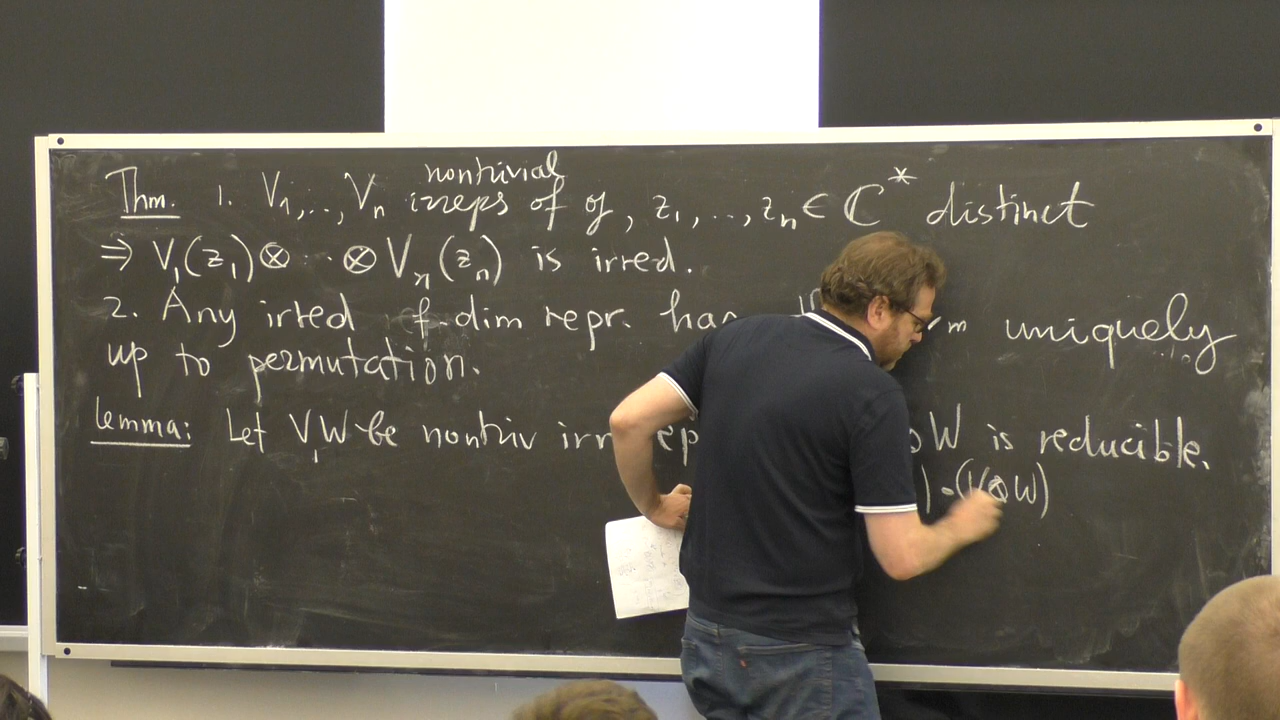 Thm. 1. V₁,..,Vₙ nontrivial irreps of 𝔤, z₁,..,zₙ ∈ ℂ* distinct
⇒ V₁(z₁)⊗...⊗Vₙ(zₙ) is irred.
2. Any irred f.dim repr. has uniquely
up to permutation.
Lemma: Let V,W be nontriv W is reducible.
(V⊗W)